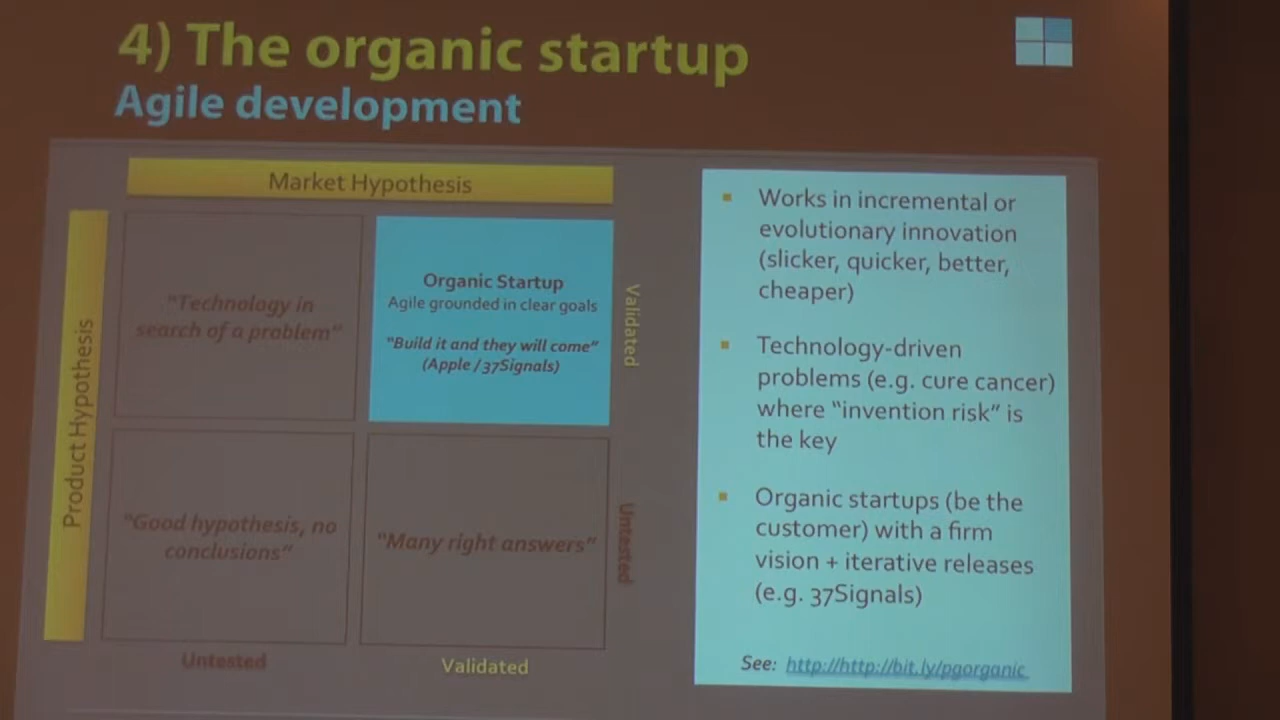 4) The organic startup
Agile development
Market Hypothesis
Product Hypothesis
"Technology in
search of a problem"
Organic Startup
Agile grounded in clear goals
"Build it and they will come"
(Apple / 37Signals)
Validated
"Good hypothesis, no
conclusions"
"Many right answers"
Untested
Untested
Validated
Works in incremental or
evolutionary innovation
(slicker, quicker, better,
cheaper)
Technology-driven
problems (e.g. cure cancer)
where "invention risk" is
the key
Organic startups (be the
customer) with a firm
vision + iterative releases
(e.g. 37Signals)
See: http://http://bit.ly/pgorganic